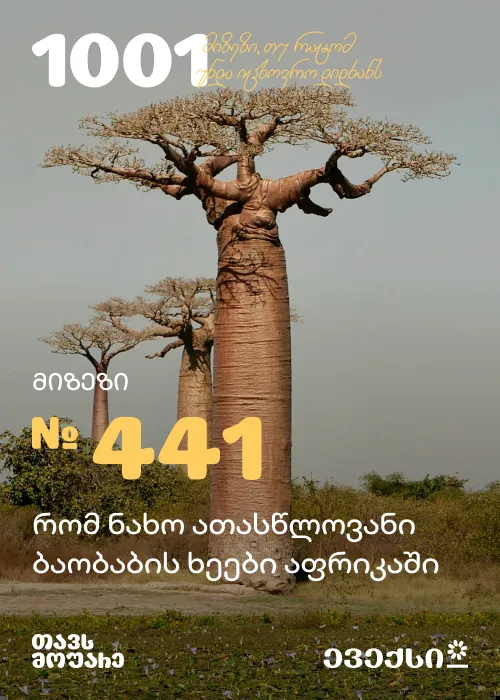 1001 მიზეზი, თუ რატომ
უნდა იცხოვრო დიდხანს
მიზეზი
№ 441
რომ ნახო ათასწლოვანი
ბაობაბის ხეები აფრიკაში
თავს
მოუარე
ევექსი